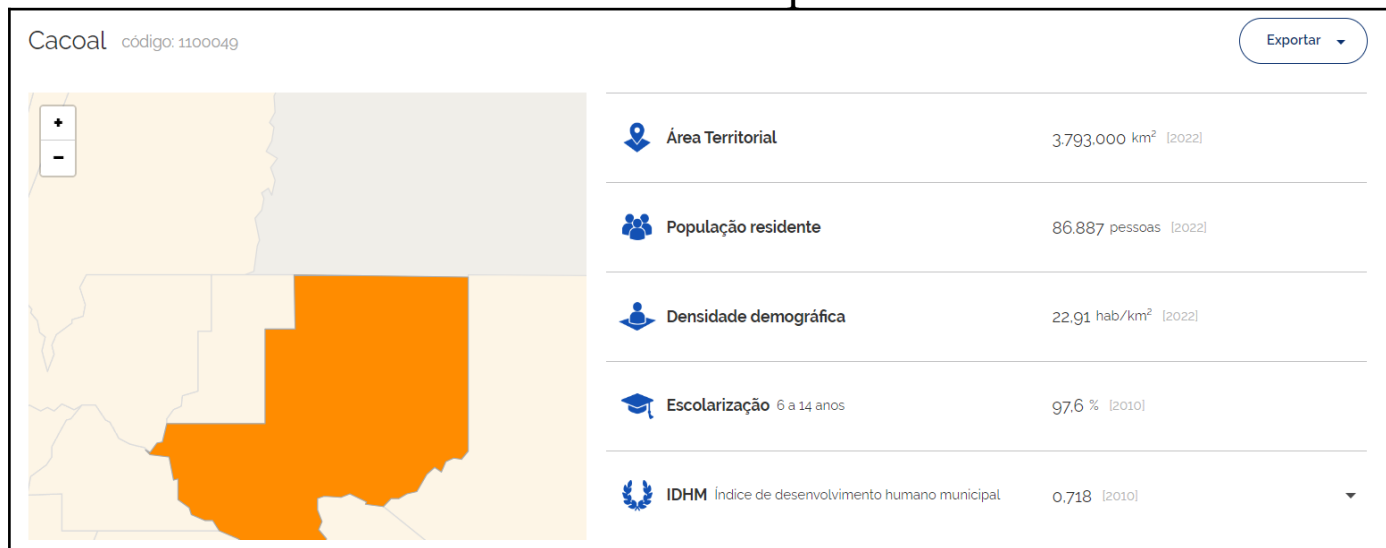 Cacoal código: 1100049
Exportar
+
−
Área Territorial 3.793,000 km² [2022]
População residente 86.887 pessoas [2022]
Densidade demográfica 22,91 hab/km² [2022]
Escolarização 6 a 14 anos 97,6 % [2010]
IDHM Índice de desenvolvimento humano municipal 0,718 [2010]